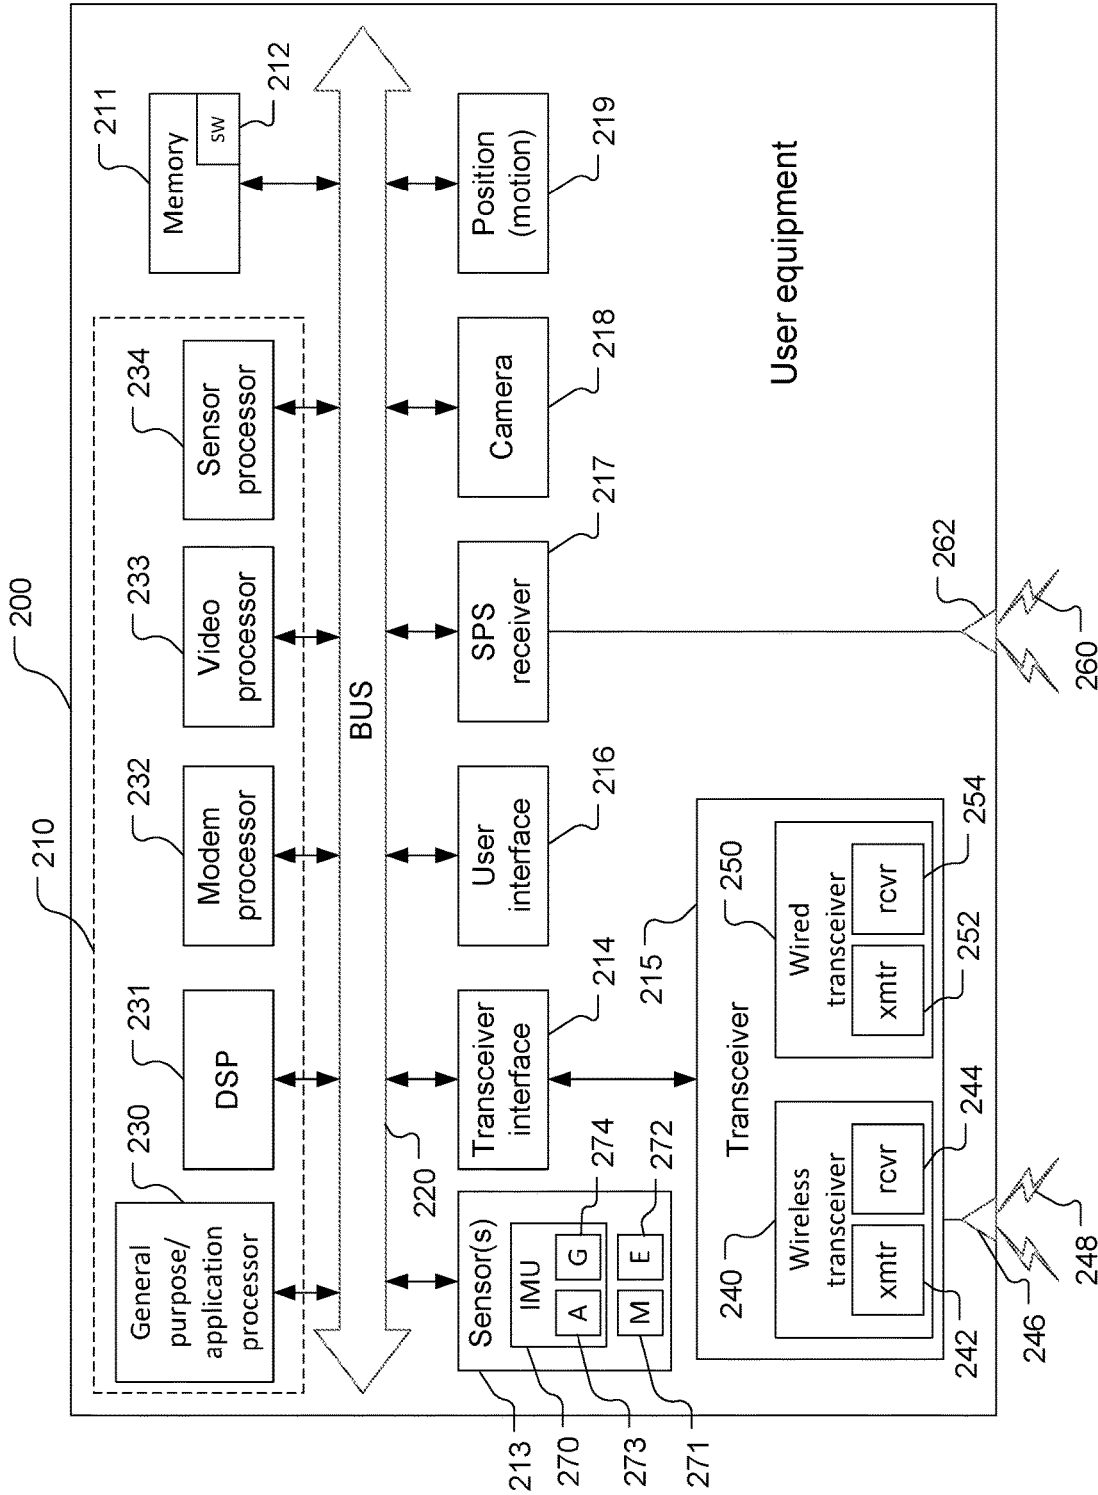 200
210
230
231
232
233
234
211
General
purpose/
application
processor
DSP
Modem
processor
Video
processor
Sensor
processor
Memory
SW
212
BUS
220
213
Sensor(s)
IMU
A
G
M
E
270
273
271
274
272
Transceiver
interface
214
User
interface
216
SPS
receiver
217
Camera
218
Position
(motion)
219
215
Transceiver
240
Wireless
transceiver
xmtr
rcvr
242
244
246
248
250
Wired
transceiver
xmtr
rcvr
252
254
262
260
User equipment